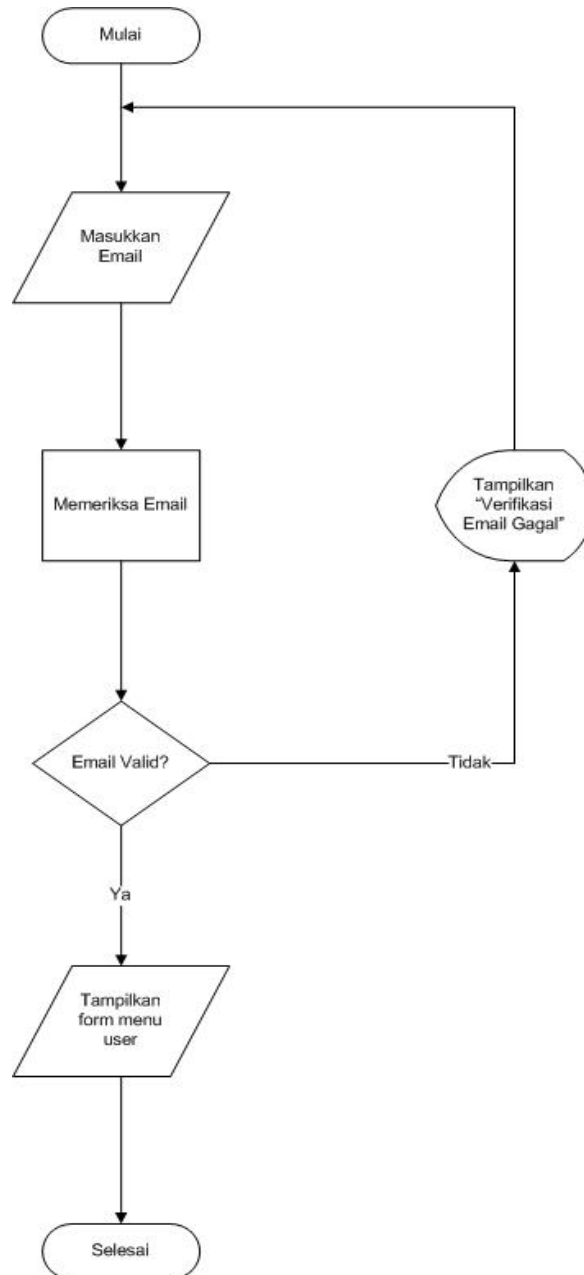 Mulai
Masukkan
Email
Memeriksa Email
Tampilkan
“Verifikasi
Email Gagal”
Email Valid?
Tidak
Ya
Tampilkan
form menu
user
Selesai